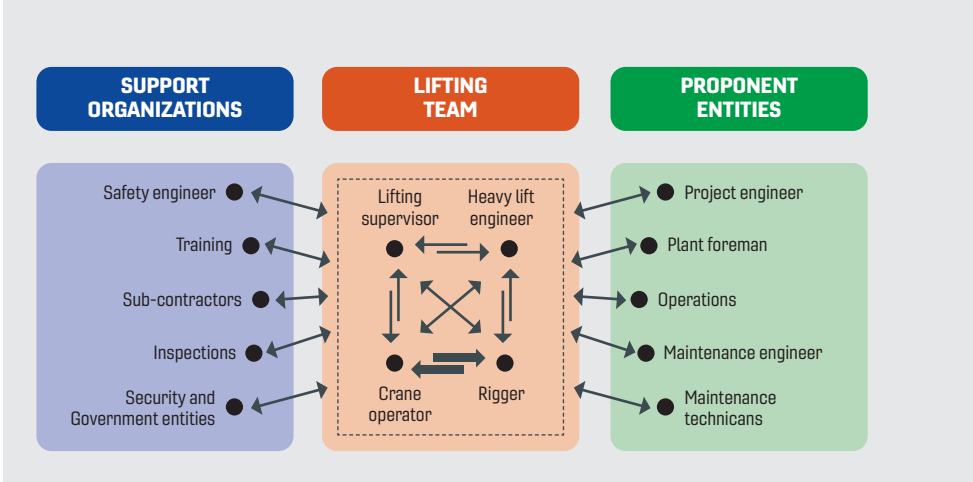 SUPPORT
ORGANIZATIONS
LIFTING
TEAM
PROPONENT
ENTITIES
Safety engineer
Training
Sub-contractors
Inspections
Security and
Government entities
Lifting
supervisor
Heavy lift
engineer
Crane
operator
Rigger
Project engineer
Plant foreman
Operations
Maintenance engineer
Maintenance
technicans